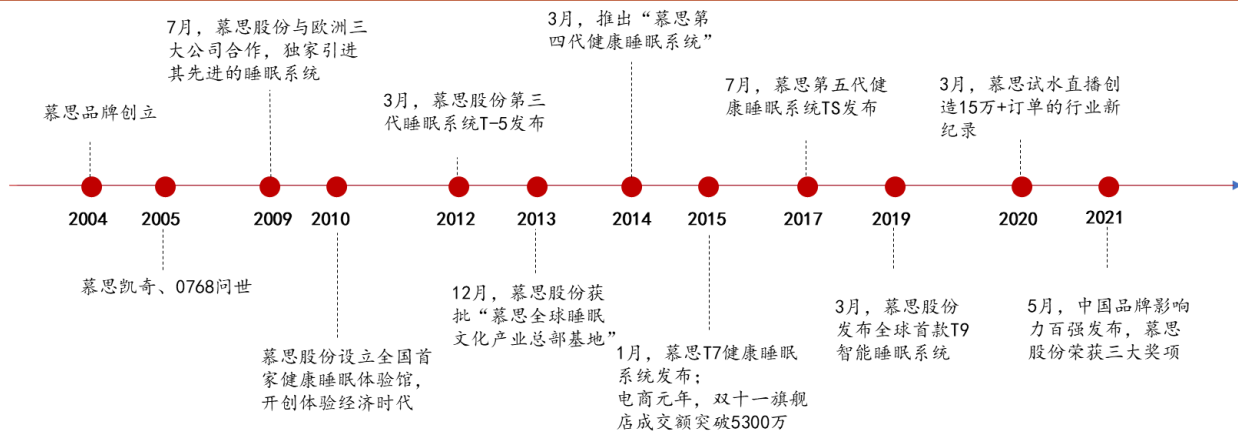 慕思品牌创立
7月，慕思股份与欧洲三
大公司合作，独家引进
其先进的睡眠系统
3月，慕思股份第三
代睡眠系统T-5发布
3月，推出“慕思第
四代健康睡眠系统”
7月，慕思第五代健
康睡眠系统TS发布
3月，慕思试水直播创
造15万+订单的行业新
纪录
2004
2005
2009
2010
2012
2013
2014
2015
2017
2019
2020
2021
慕思凯奇、0768问世
慕思股份设立全国首
家健康睡眠体验馆，
开创体验经济时代
12月，慕思股份获
批“慕思全球睡眠
文化产业总部基地”
1月，慕思T7健康睡眠
系统发布；
电商元年，双十一旗舰
店成交额突破5300万
3月，慕思股份
发布全球首款T9
智能睡眠系统
5月，中国品牌影响
力百强发布，慕思
股份荣获三大奖项